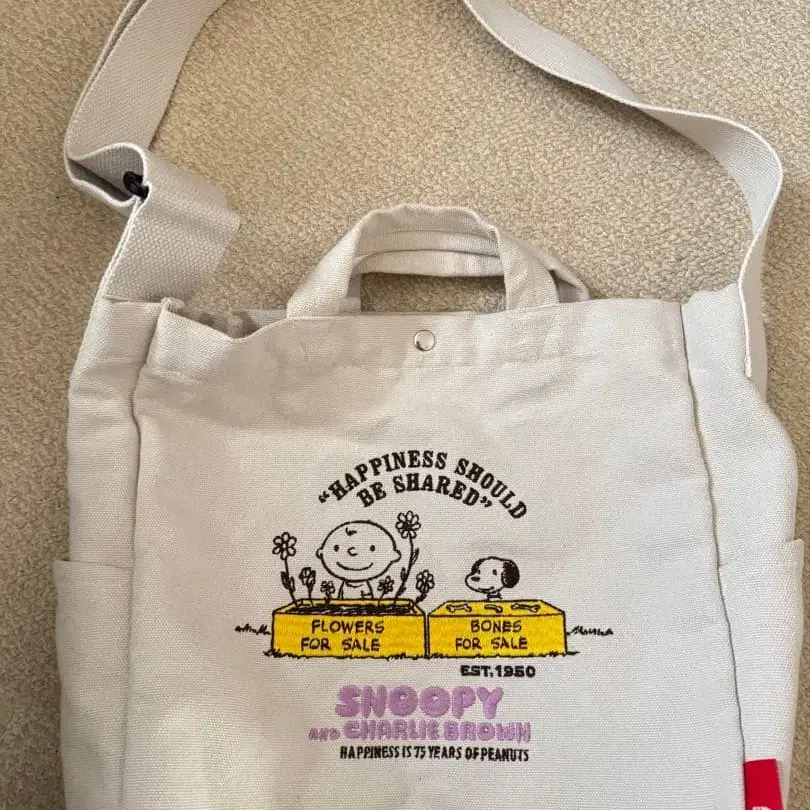 "HAPPINESS SHOULD
BE SHARED"
FLOWERS
FOR SALE
BONES
FOR SALE
EST.1950
SNOOPY
AND CHARLIE BROWN
HAPPINESS IS 75 YEARS OF PEANUTS